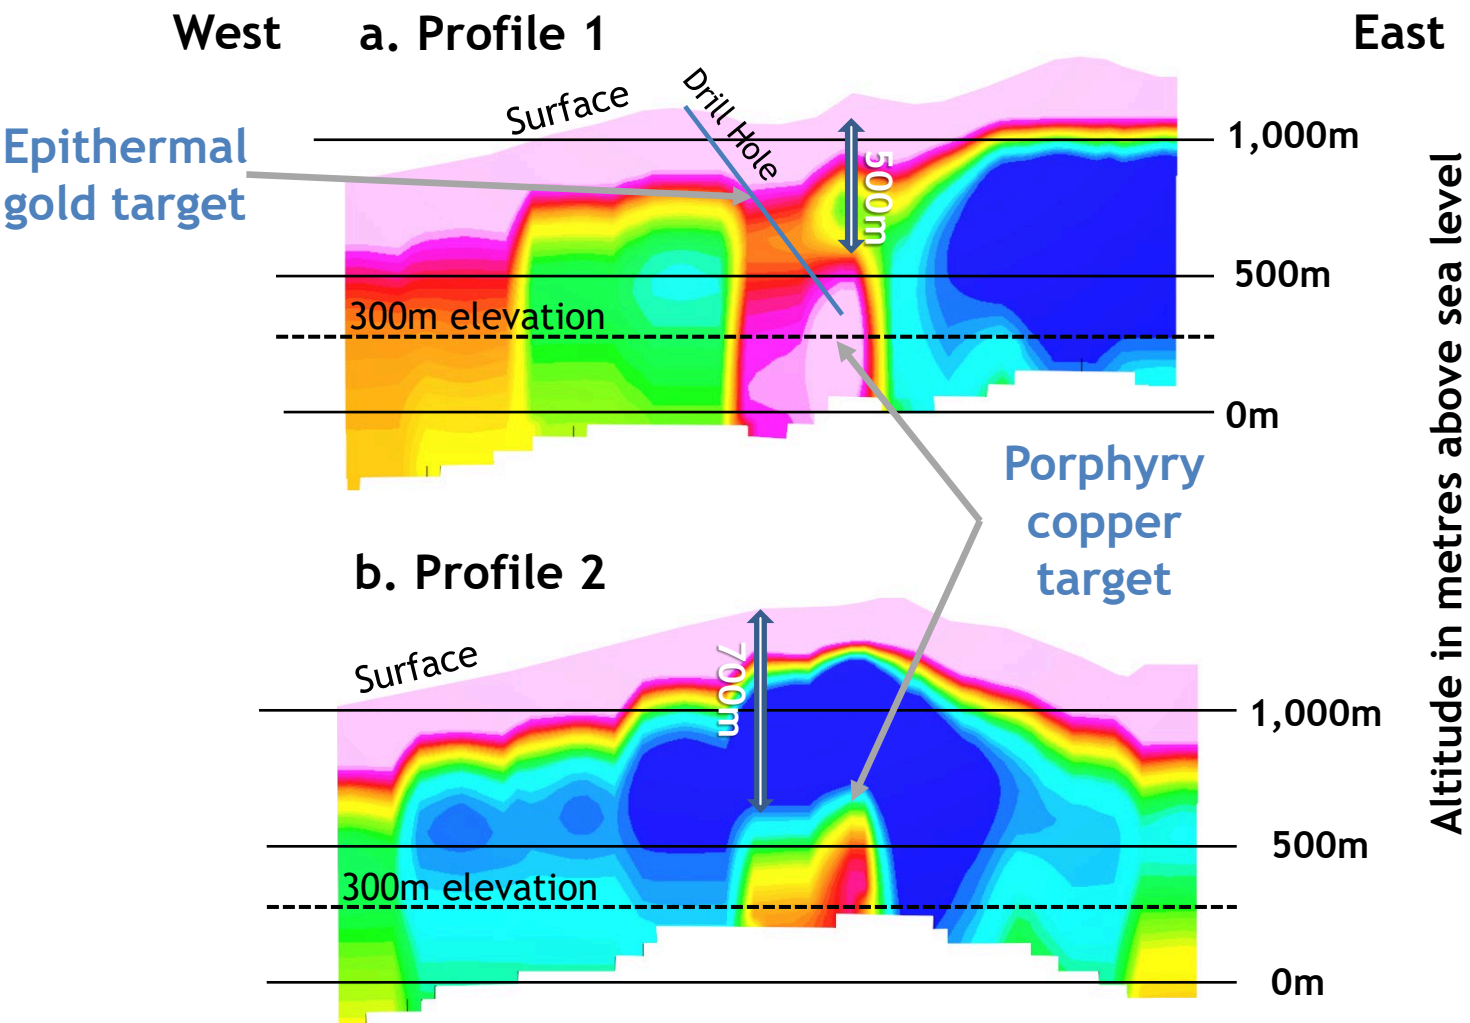 West
a. Profile 1
East
Surface
Drill Hole
Epithermal
gold target
1,000m
500m
500m
300m elevation
0m
Porphyry
copper
target
Altitude in metres above sea level
b. Profile 2
Surface
700m
1,000m
500m
300m elevation
0m